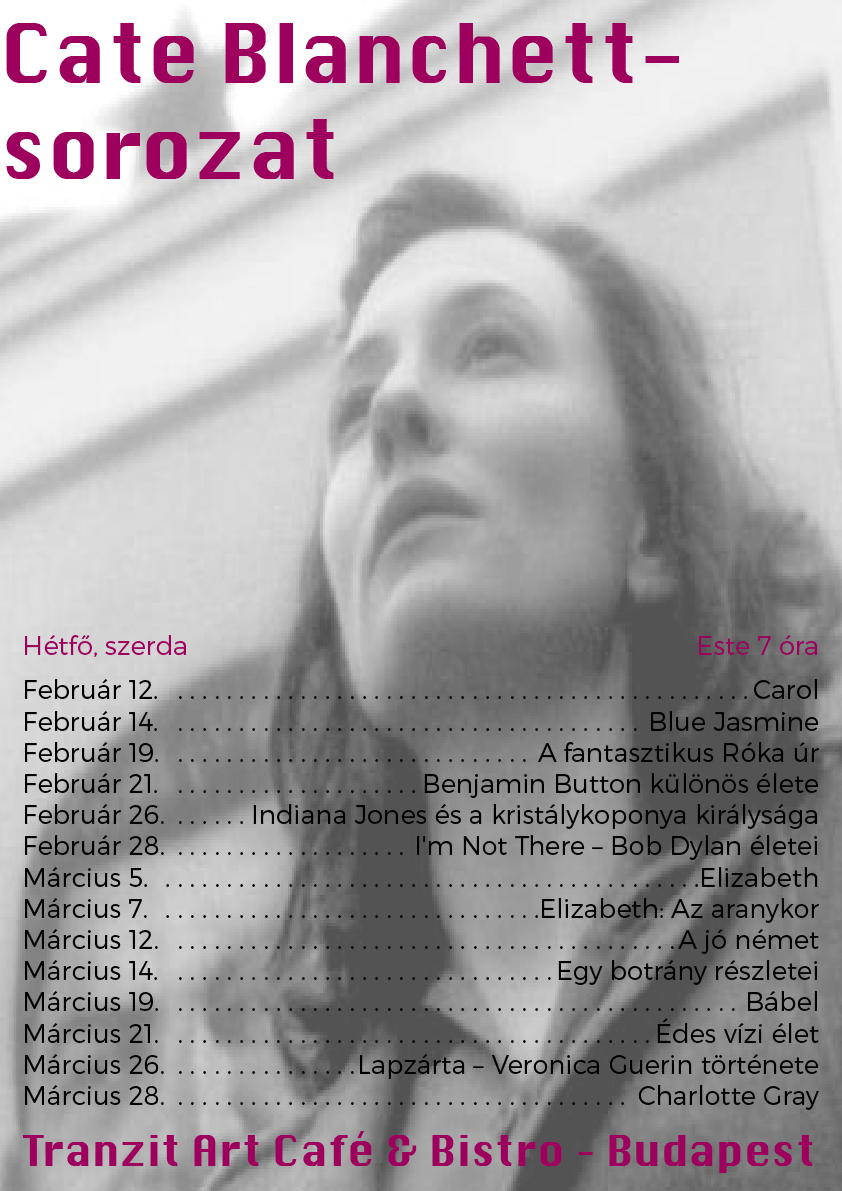 Cate Blanchett-
sorozat
Hétfő, szerda Este 7 óra
Február 12. . . . . . . . . . . . . . . . . . . . . . . . . . . . . . . . . . . . . . . . . . . . . . . . Carol
Február 14. . . . . . . . . . . . . . . . . . . . . . . . . . . . . . . . . . . . . . . Blue Jasmine
Február 19. . . . . . . . . . . . . . . . . . . . . . . . . . . . . . A fantasztikus Róka úr
Február 21. . . . . . . . . . . . . . . . . . . . . Benjamin Button különös élete
Február 26. . . . . . . Indiana Jones és a kristálykoponya királysága
Február 28. . . . . . . . . . . . . . . . . . . . I'm Not There – Bob Dylan életei
Március 5. . . . . . . . . . . . . . . . . . . . . . . . . . . . . . . . . . . . . . . . . . . . . Elizabeth
Március 7. . . . . . . . . . . . . . . . . . . . . . . . . . . . . . . . Elizabeth: Az aranykor
Március 12. . . . . . . . . . . . . . . . . . . . . . . . . . . . . . . . . . . . . . . . . . A jó német
Március 14. . . . . . . . . . . . . . . . . . . . . . . . . . . . . . . . Egy botrány részletei
Március 19. . . . . . . . . . . . . . . . . . . . . . . . . . . . . . . . . . . . . . . . . . . . . . . Bábel
Március 21. . . . . . . . . . . . . . . . . . . . . . . . . . . . . . . . . . . . . . . . Édes vízi élet
Március 26. . . . . . . . . . . . . . . . Lapzárta – Veronica Guerin története
Március 28. . . . . . . . . . . . . . . . . . . . . . . . . . . . . . . . . . . . . . Charlotte Gray
Tranzit Art Café & Bistro - Budapest